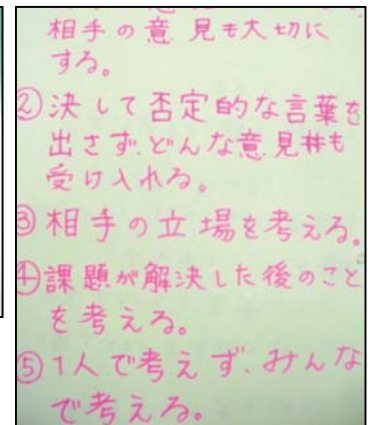 相手の意見も大切に
する。
②決して否定的な言葉を
出さず、どんな意見も
受け入れる。
③相手の立場を考える。
④課題が解決した後のこと
を考える。
⑤1人で考えず、みんな
で考える。